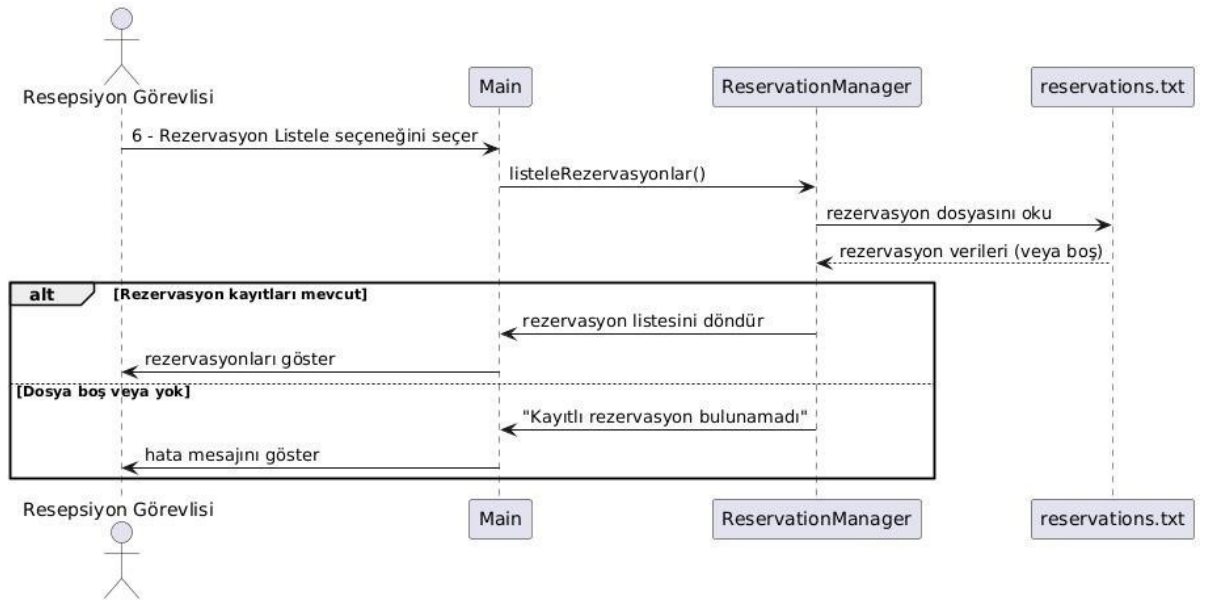 Resepsiyon Görevlisi
Main
ReservationManager
reservations.txt
6 - Rezervasyon Listele seçeneğini seçer
listeleRezervasyonlar()
rezervasyon dosyasını oku
rezervasyon verileri (veya boş)
alt
[Rezervasyon kayıtları mevcut]
rezervasyon listesini döndür
rezervasyonları göster
[Dosya boş veya yok]
"Kayıtlı rezervasyon bulunamadı"
hata mesajını göster
Resepsiyon Görevlisi
Main
ReservationManager
reservations.txt